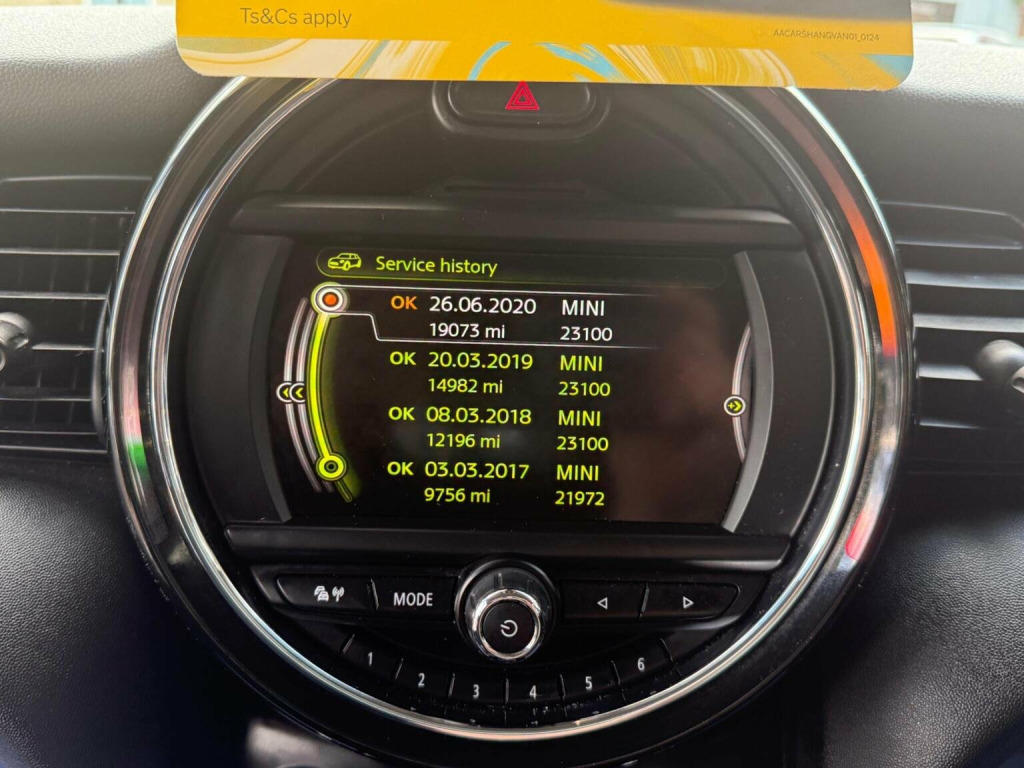 Ts&Cs apply
AACARSHANGVAN01_0124
Service history
OK 26.06.2020 MINI
19073 mi 23100
OK 20.03.2019 MINI
14982 mi 23100
OK 08.03.2018 MINI
12196 mi 23100
OK 03.03.2017 MINI
9756 mi 21972
MODE
1 2 3 4 5 6